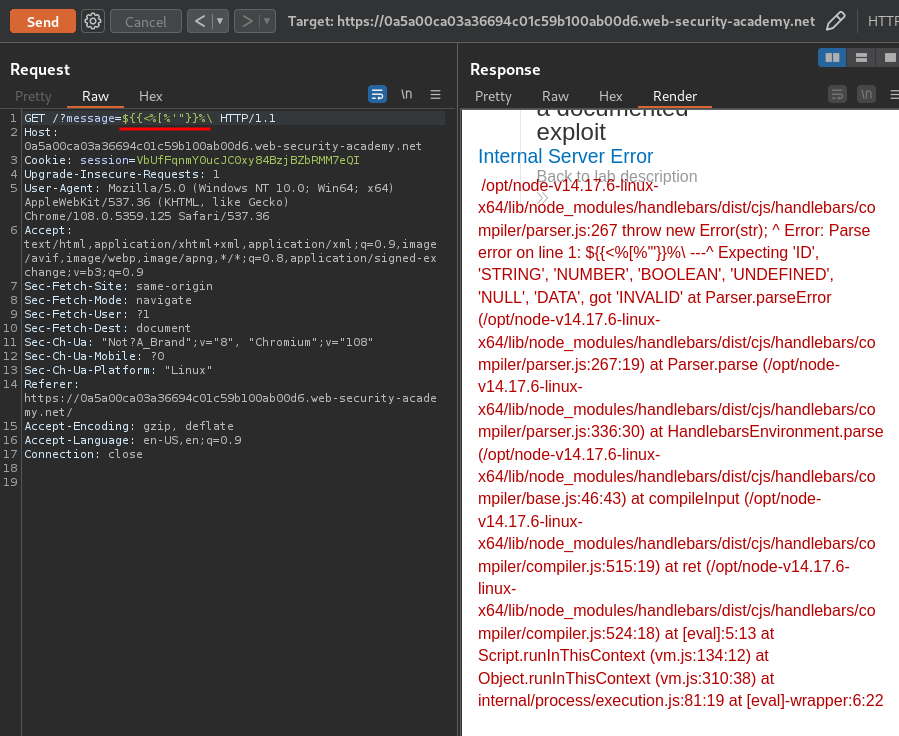 Send
Cancel
Target: https://0a5a00ca03a36694c01c59b100ab00d6.web-security-academy.net
HTTP
Request
Pretty Raw Hex
\n
1 GET /?message=${{<%[%'"}}%\ HTTP/1.1
2 Host:
0a5a00ca03a36694c01c59b100ab00d6.web-security-academy.net
3 Cookie: session=VbUfFqnmY0ucJC0xy84BzjBZbRMM7eQI
4 Upgrade-Insecure-Requests: 1
5 User-Agent: Mozilla/5.0 (Windows NT 10.0; Win64; x64)
AppleWebKit/537.36 (KHTML, like Gecko)
Chrome/108.0.5359.125 Safari/537.36
6 Accept:
text/html,application/xhtml+xml,application/xml;q=0.9,image
/avif,image/webp,image/apng,*/*;q=0.8,application/signed-ex
change;v=b3;q=0.9
7 Sec-Fetch-Site: same-origin
8 Sec-Fetch-Mode: navigate
9 Sec-Fetch-User: ?1
10 Sec-Fetch-Dest: document
11 Sec-Ch-Ua: "Not?A_Brand";v="8", "Chromium";v="108"
12 Sec-Ch-Ua-Mobile: ?0
13 Sec-Ch-Ua-Platform: "Linux"
14 Referer:
https://0a5a00ca03a36694c01c59b100ab00d6.web-security-acade
my.net/
15 Accept-Encoding: gzip, deflate
16 Accept-Language: en-US,en;q=0.9
17 Connection: close
18
19
Response
Pretty Raw Hex Render
\n
a documented
exploit
Internal Server Error
Back to lab description
/opt/node-v14.17.6-linux-
x64/lib/node_modules/handlebars/dist/cjs/handlebars/co
mpiler/parser.js:267 throw new Error(str); ^ Error: Parse
error on line 1: ${{<%[%'"}}%\ ---^ Expecting 'ID',
'STRING', 'NUMBER', 'BOOLEAN', 'UNDEFINED',
'NULL', 'DATA', got 'INVALID' at Parser.parseError
(/opt/node-v14.17.6-linux-
x64/lib/node_modules/handlebars/dist/cjs/handlebars/co
mpiler/parser.js:267:19) at Parser.parse (/opt/node-
v14.17.6-linux-
x64/lib/node_modules/handlebars/dist/cjs/handlebars/co
mpiler/parser.js:336:30) at HandlebarsEnvironment.parse
(/opt/node-v14.17.6-linux-
x64/lib/node_modules/handlebars/dist/cjs/handlebars/co
mpiler/base.js:46:43) at compileInput (/opt/node-
v14.17.6-linux-
x64/lib/node_modules/handlebars/dist/cjs/handlebars/co
mpiler/compiler.js:515:19) at ret (/opt/node-v14.17.6-
linux-
x64/lib/node_modules/handlebars/dist/cjs/handlebars/co
mpiler/compiler.js:524:18) at [eval]:5:13 at
Script.runInThisContext (vm.js:134:12) at
Object.runInThisContext (vm.js:310:38) at
internal/process/execution.js:81:19 at [eval]-wrapper:6:22